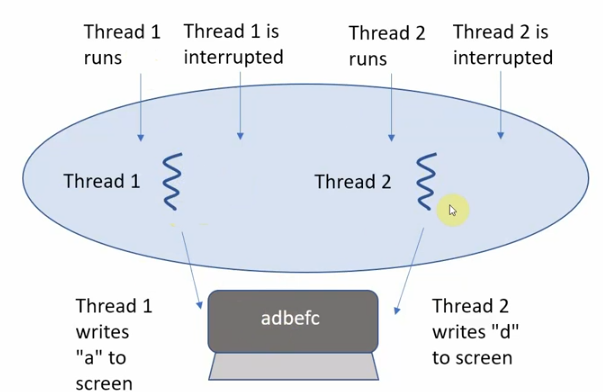 Thread 1
runs
Thread 1 is
interrupted
Thread 2
runs
Thread 2 is
interrupted
Thread 1
Thread 2
Thread 1
writes
"a" to
screen
adbefc
Thread 2
writes "d"
to screen